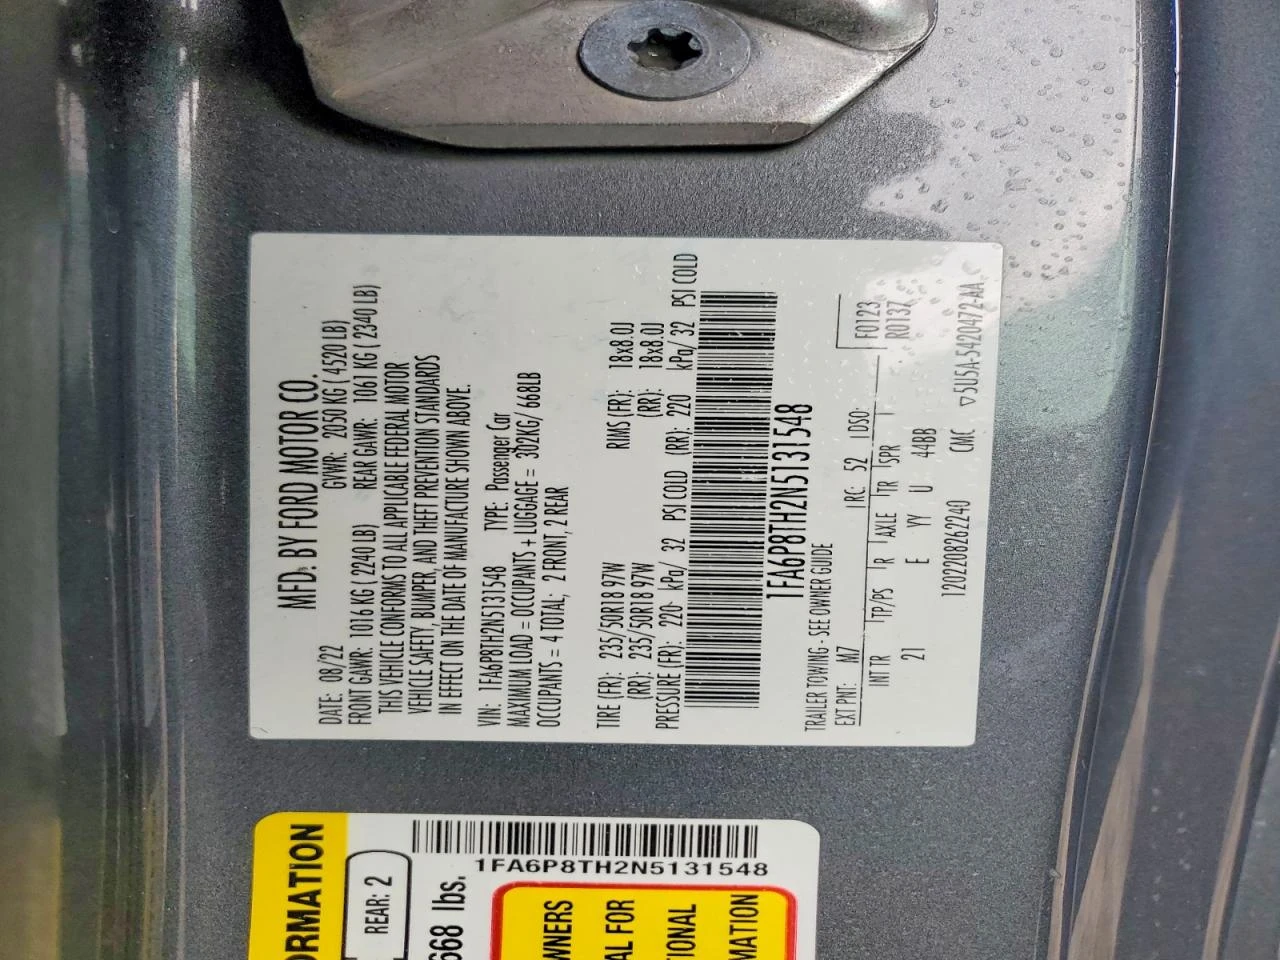 MFD. BY FORD MOTOR CO.
DATE: 08/22 GVWR: 2050 KG ( 4520 LB)
FRONT GAWR: 1016 KG ( 2240 LB) REAR GAWR: 1061 KG ( 2340 LB)
THIS VEHICLE CONFORMS TO ALL APPLICABLE FEDERAL MOTOR
VEHICLE SAFETY, BUMPER, AND THEFT PREVENTION STANDARDS
IN EFFECT ON THE DATE OF MANUFACTURE SHOWN ABOVE.
VIN: 1FA6P8TH2N5131548 TYPE: Passenger Car
MAXIMUM LOAD = OCCUPANTS + LUGGAGE = 302KG/ 668LB
OCCUPANTS = 4 TOTAL; 2 FRONT, 2 REAR
TIRE (FR): 235/50R18 97W RIMS (FR): 18x8.0J
(RR): 235/50R18 97W (RR): 18x8.0J
PRESSURE (FR): 220 kPa/ 32 PSI COLD (RR): 220 kPa/ 32 PSI COLD
1FA6P8TH2N5131548
TRAILER TOWING - SEE OWNER GUIDE
EXT PNT: M7 RC: 52 DSO: F0123
INT TR TP/PS R AXLE TR SPR R0137
21 E YY U 44BB
1202208262240 CMC ▽5U5A-5420472-AA
ORMATION
REAR: 2
668 lbs.
1FA6P8TH2N5131548
WNERS
AL FOR
TIONAL
MATION